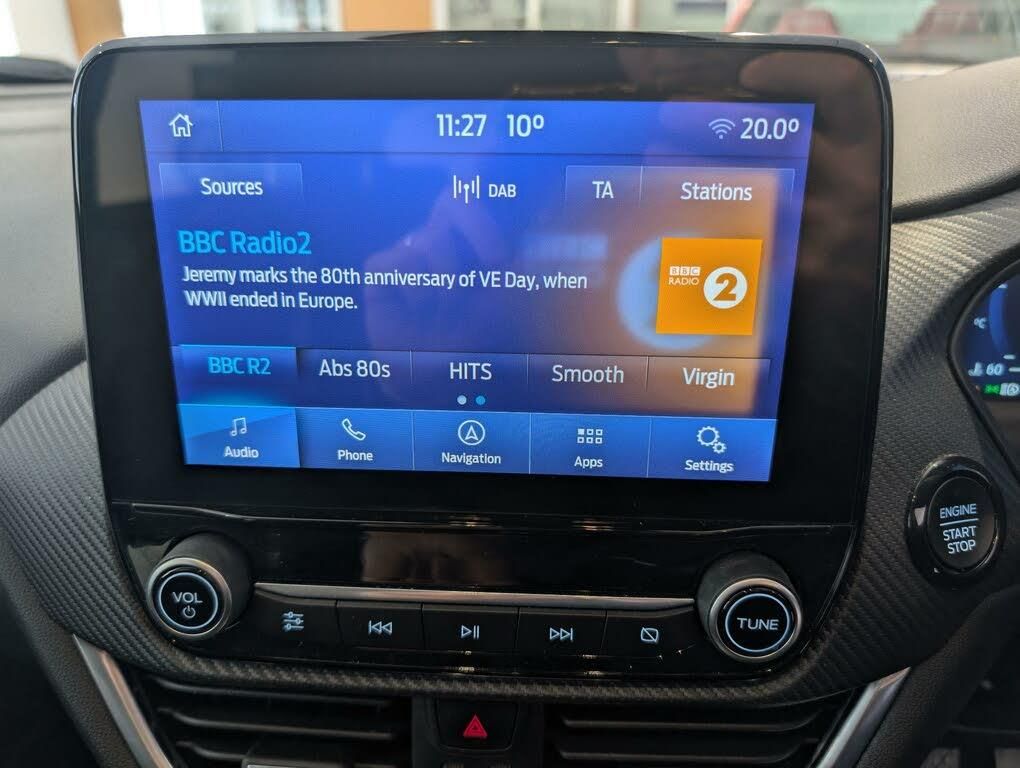 11:27 10º 20.0º
Sources DAB TA Stations
BBC Radio2
Jeremy marks the 80th anniversary of VE Day, when
WWII ended in Europe.
BBC
RADIO 2
BBC R2 Abs 80s HITS Smooth Virgin
Audio Phone Navigation Apps Settings
ºC
60
ENGINE
START
STOP
VOL
TUNE